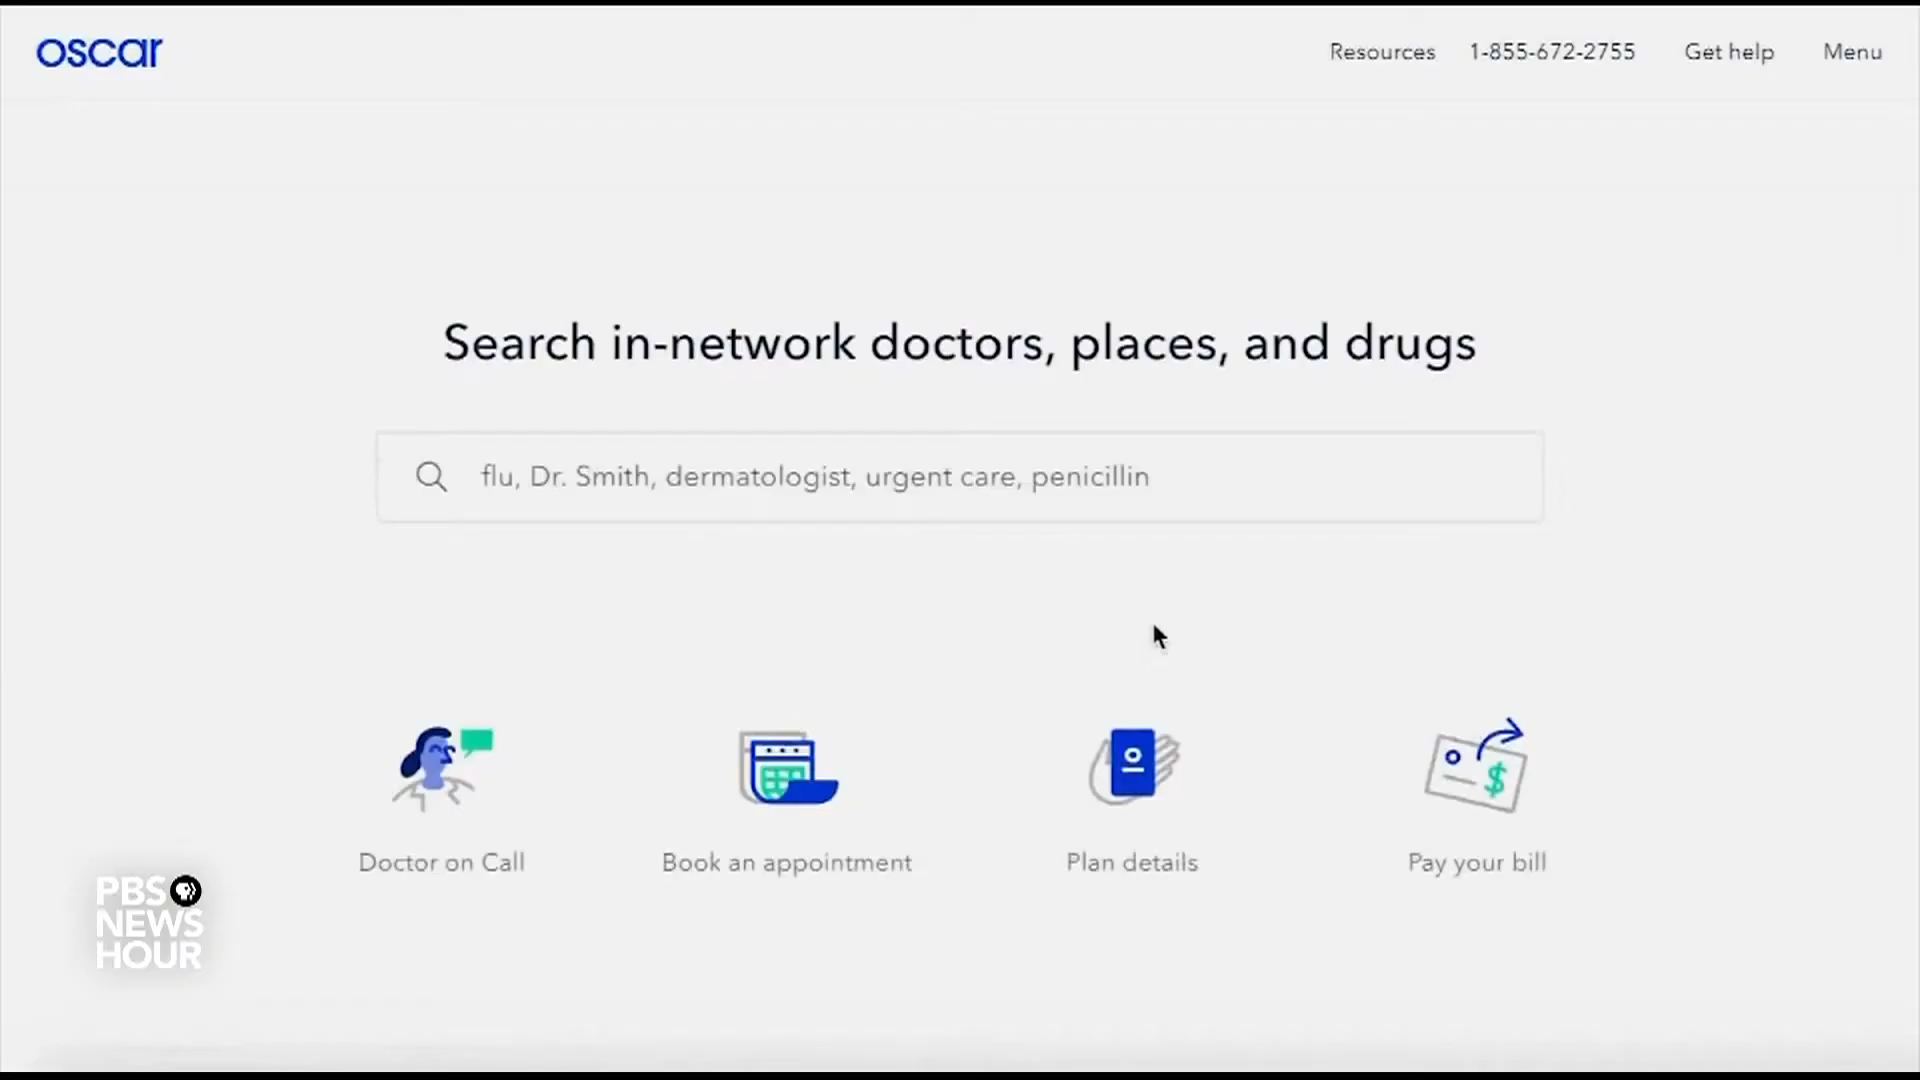 oscar
Resources 1-855-672-2755 Get help Menu
Search in-network doctors, places, and drugs
flu, Dr. Smith, dermatologist, urgent care, penicillin
$
Doctor on Call Book an appointment Plan details Pay your bill
PBS
NEWS
HOUR